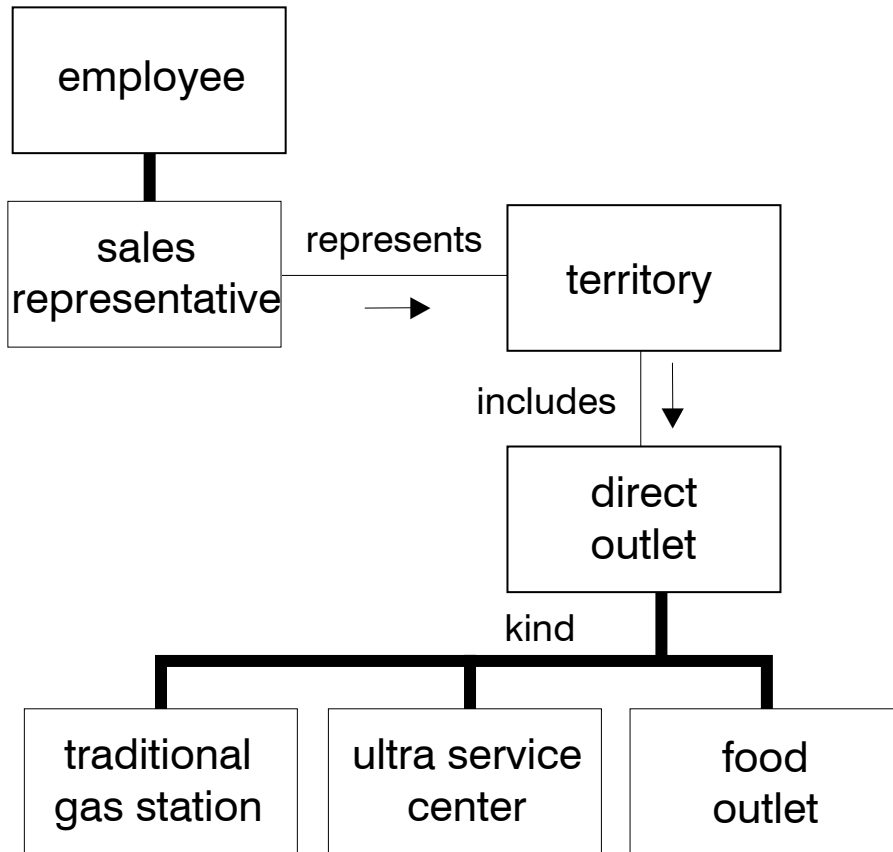 employee
sales
representative
represents
territory
includes
direct
outlet
kind
traditional
gas station
ultra service
center
food
outlet